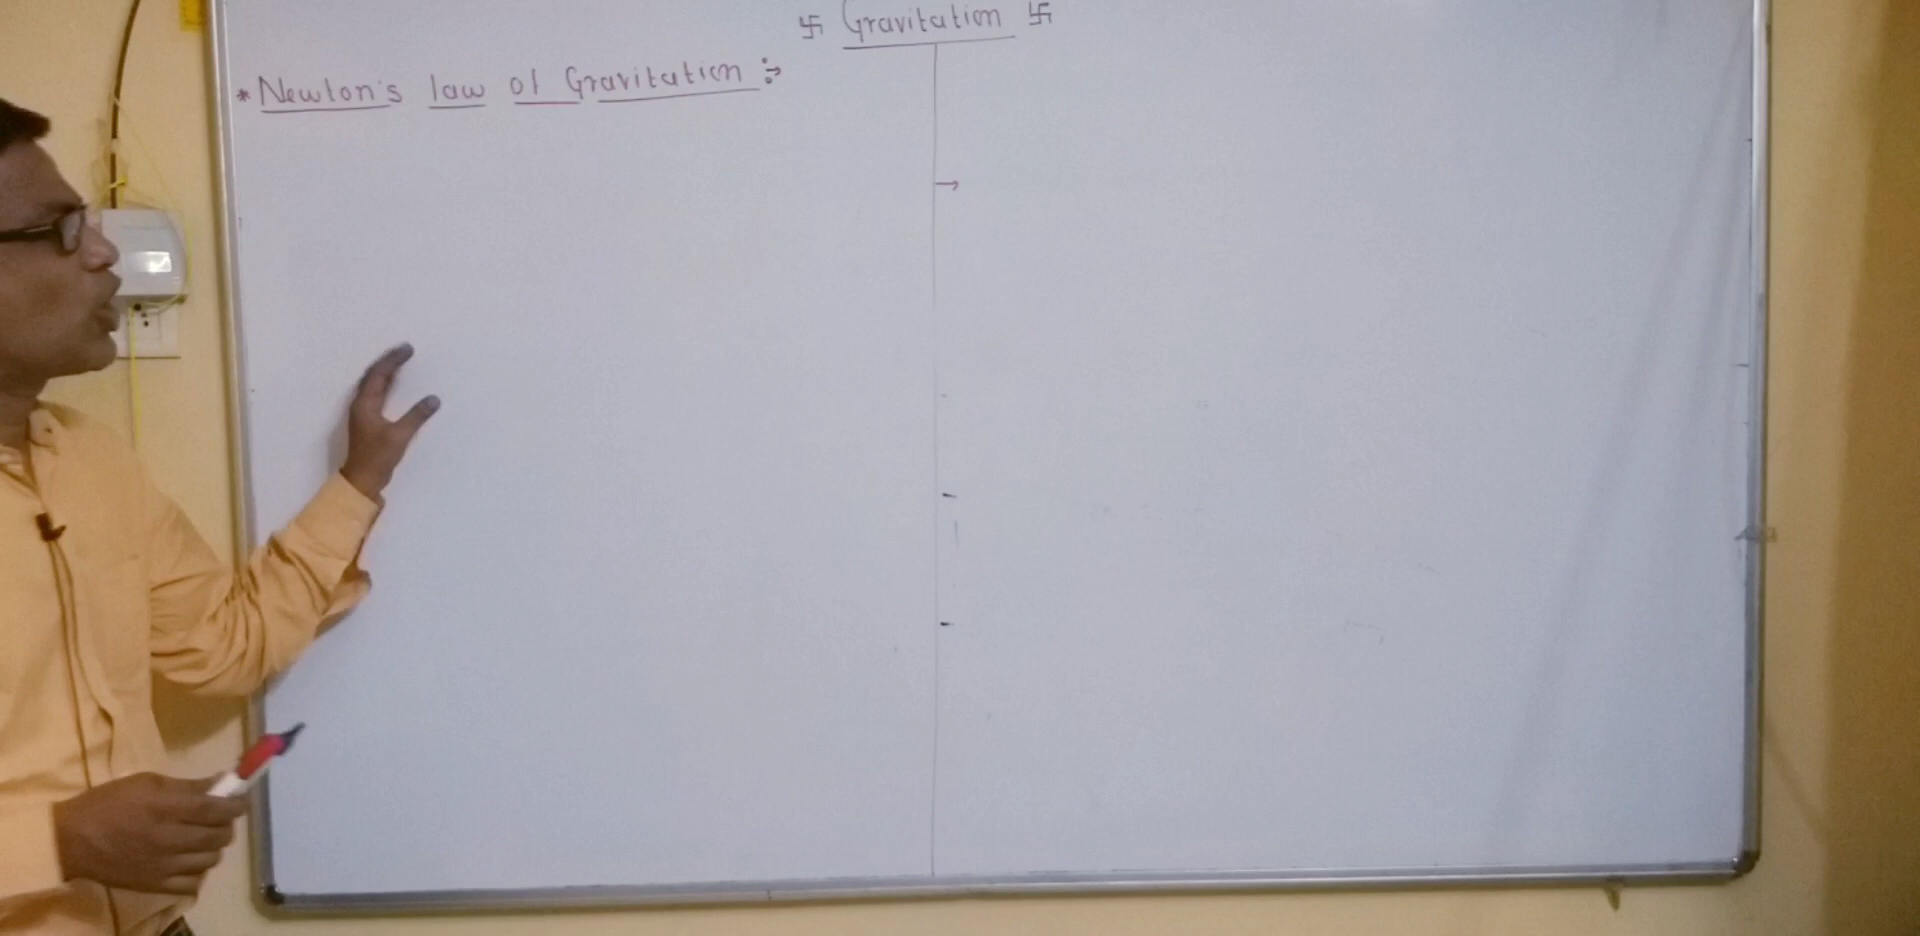 卐 Gravitation 卐
* Newton's law of Gravitation :→
→